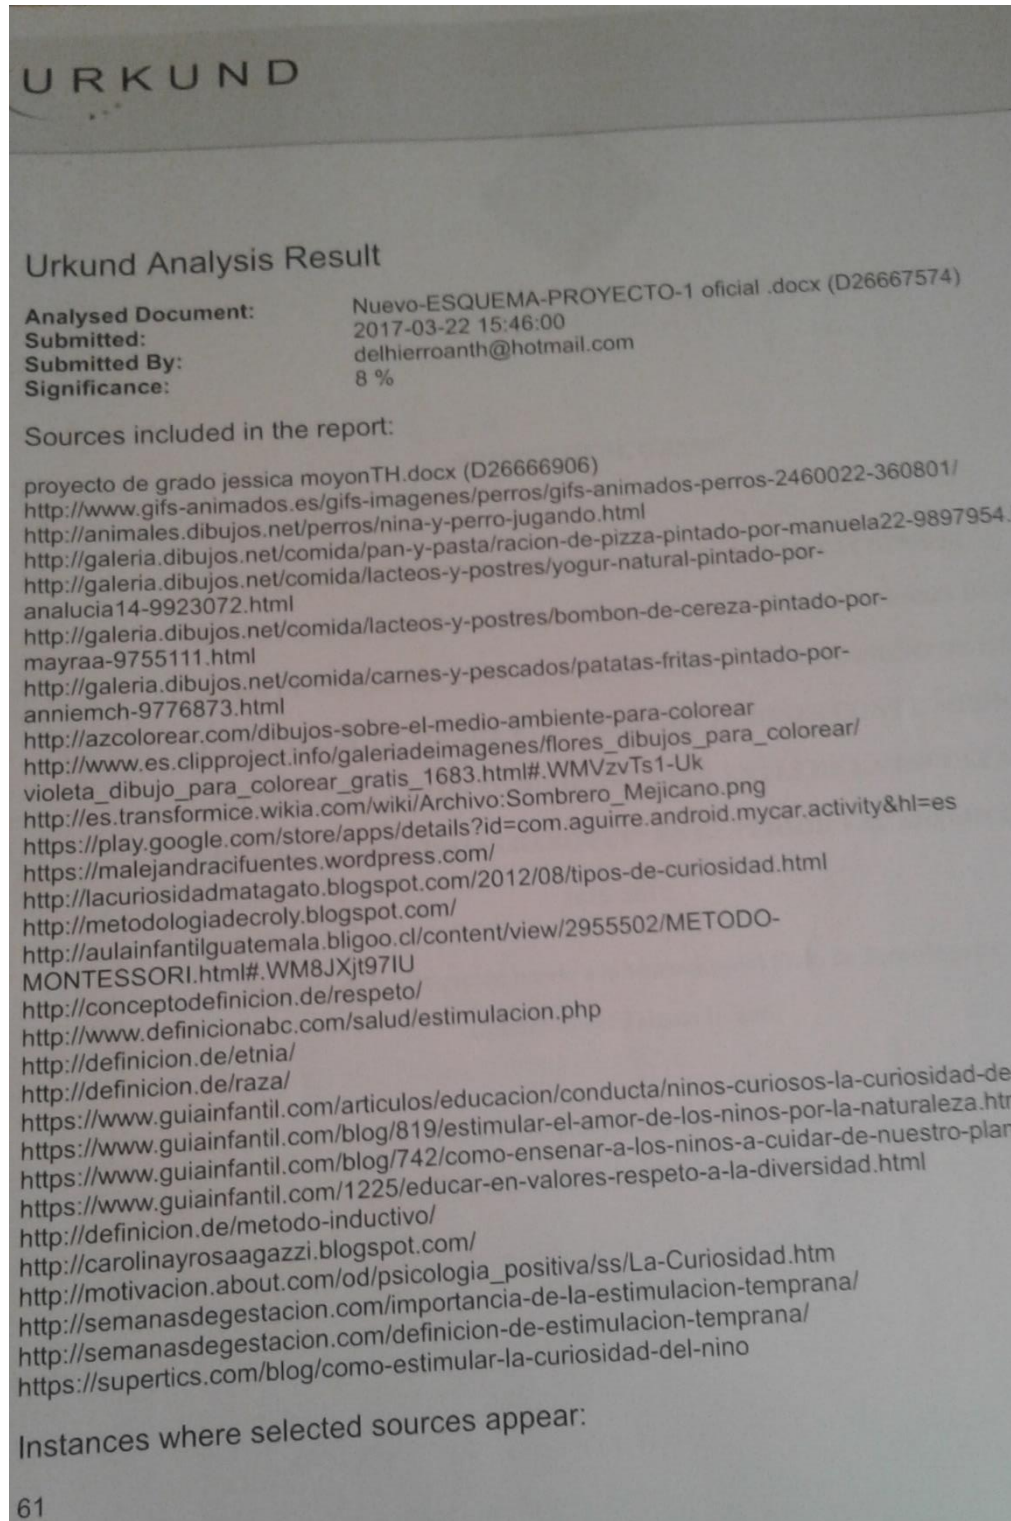 URKUND
Urkund Analysis Result
Analysed Document: Nuevo-ESQUEMA-PROYECTO-1 oficial .docx (D26667574)
Submitted: 2017-03-22 15:46:00
Submitted By: delhierroanth@hotmail.com
Significance: 8 %
Sources included in the report:
proyecto de grado jessica moyonTH.docx (D26666906)
http://www.gifs-animados.es/gifs-imagenes/perros/gifs-animados-perros-2460022-360801/
http://animales.dibujos.net/perros/nina-y-perro-jugando.html
http://galeria.dibujos.net/comida/pan-y-pasta/racion-de-pizza-pintado-por-manuela22-9897954.
http://galeria.dibujos.net/comida/lacteos-y-postres/yogur-natural-pintado-por-
analucia14-9923072.html
http://galeria.dibujos.net/comida/lacteos-y-postres/bombon-de-cereza-pintado-por-
mayraa-9755111.html
http://galeria.dibujos.net/comida/carnes-y-pescados/patatas-fritas-pintado-por-
anniemch-9776873.html
http://azcolorear.com/dibujos-sobre-el-medio-ambiente-para-colorear
http://www.es.clipproject.info/galeriadeimagenes/flores_dibujos_para_colorear/
violeta_dibujo_para_colorear_gratis_1683.html#.WMVzvTs1-Uk
http://es.transformice.wikia.com/wiki/Archivo:Sombrero_Mejicano.png
https://play.google.com/store/apps/details?id=com.aguirre.android.mycar.activity&hl=es
https://malejandracifuentes.wordpress.com/
http://lacuriosidadmatagato.blogspot.com/2012/08/tipos-de-curiosidad.html
http://metodologiadecroly.blogspot.com/
http://aulainfantilguatemala.bligoo.cl/content/view/2955502/METODO-
MONTESSORI.html#.WM8JXjt97IU
http://conceptodefinicion.de/respeto/
http://www.definicionabc.com/salud/estimulacion.php
http://definicion.de/etnia/
http://definicion.de/raza/
https://www.guiainfantil.com/articulos/educacion/conducta/ninos-curiosos-la-curiosidad-de
https://www.guiainfantil.com/blog/819/estimular-el-amor-de-los-ninos-por-la-naturaleza.htm
https://www.guiainfantil.com/blog/742/como-ensenar-a-los-ninos-a-cuidar-de-nuestro-plan
https://www.guiainfantil.com/1225/educar-en-valores-respeto-a-la-diversidad.html
http://definicion.de/metodo-inductivo/
http://carolinayrosaagazzi.blogspot.com/
http://motivacion.about.com/od/psicologia_positiva/ss/La-Curiosidad.htm
http://semanasdegestacion.com/importancia-de-la-estimulacion-temprana/
http://semanasdegestacion.com/definicion-de-estimulacion-temprana/
https://supertics.com/blog/como-estimular-la-curiosidad-del-nino
Instances where selected sources appear:
61